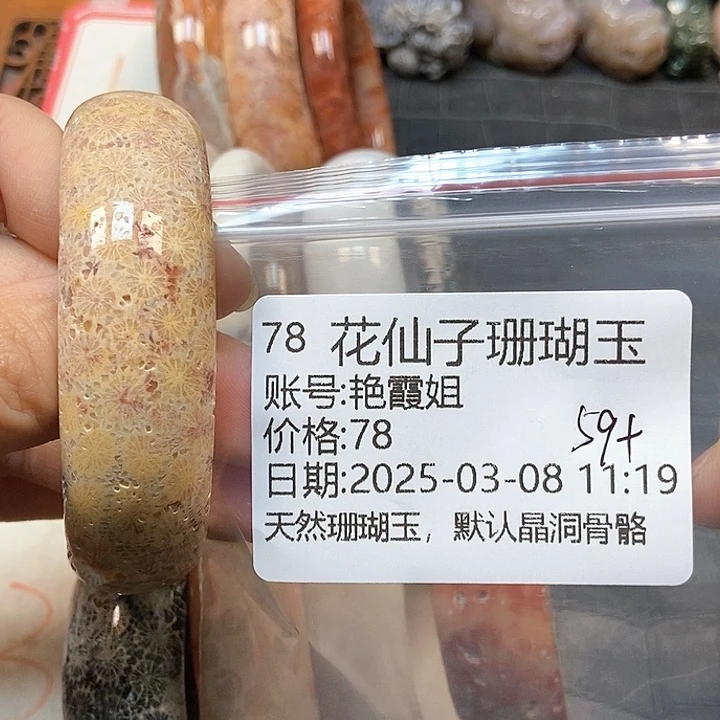 78 花仙子珊瑚玉
账号:艳霞姐
价格:78
59+
日期:2025-03-08 11:19
天然珊瑚玉，默认晶洞骨骼